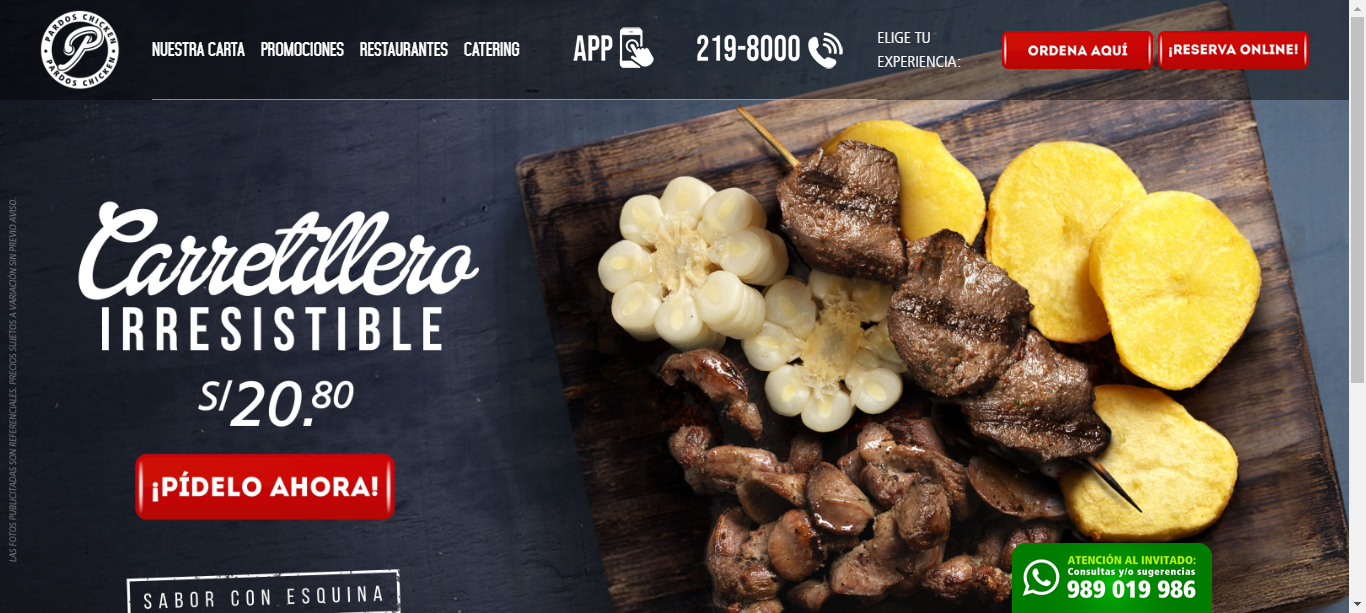 PARDOS CHICKEN
P
PARDOS CHICKEN
NUESTRA CARTA
PROMOCIONES
RESTAURANTES
CATERING
APP
219-8000
ELIGE TU
EXPERIENCIA:
ORDENA AQUÍ
¡RESERVA ONLINE!
LAS FOTOS PUBLICITADAS SON REFERENCIALES. PRECIOS SUJETOS A VARIACIÓN SIN PREVIO AVISO.
Carretillero
IRRESISTIBLE
S/20.80
¡PÍDELO AHORA!
SABOR CON ESQUINA
ATENCIÓN AL INVITADO:
Consultas y/o sugerencias
989 019 986